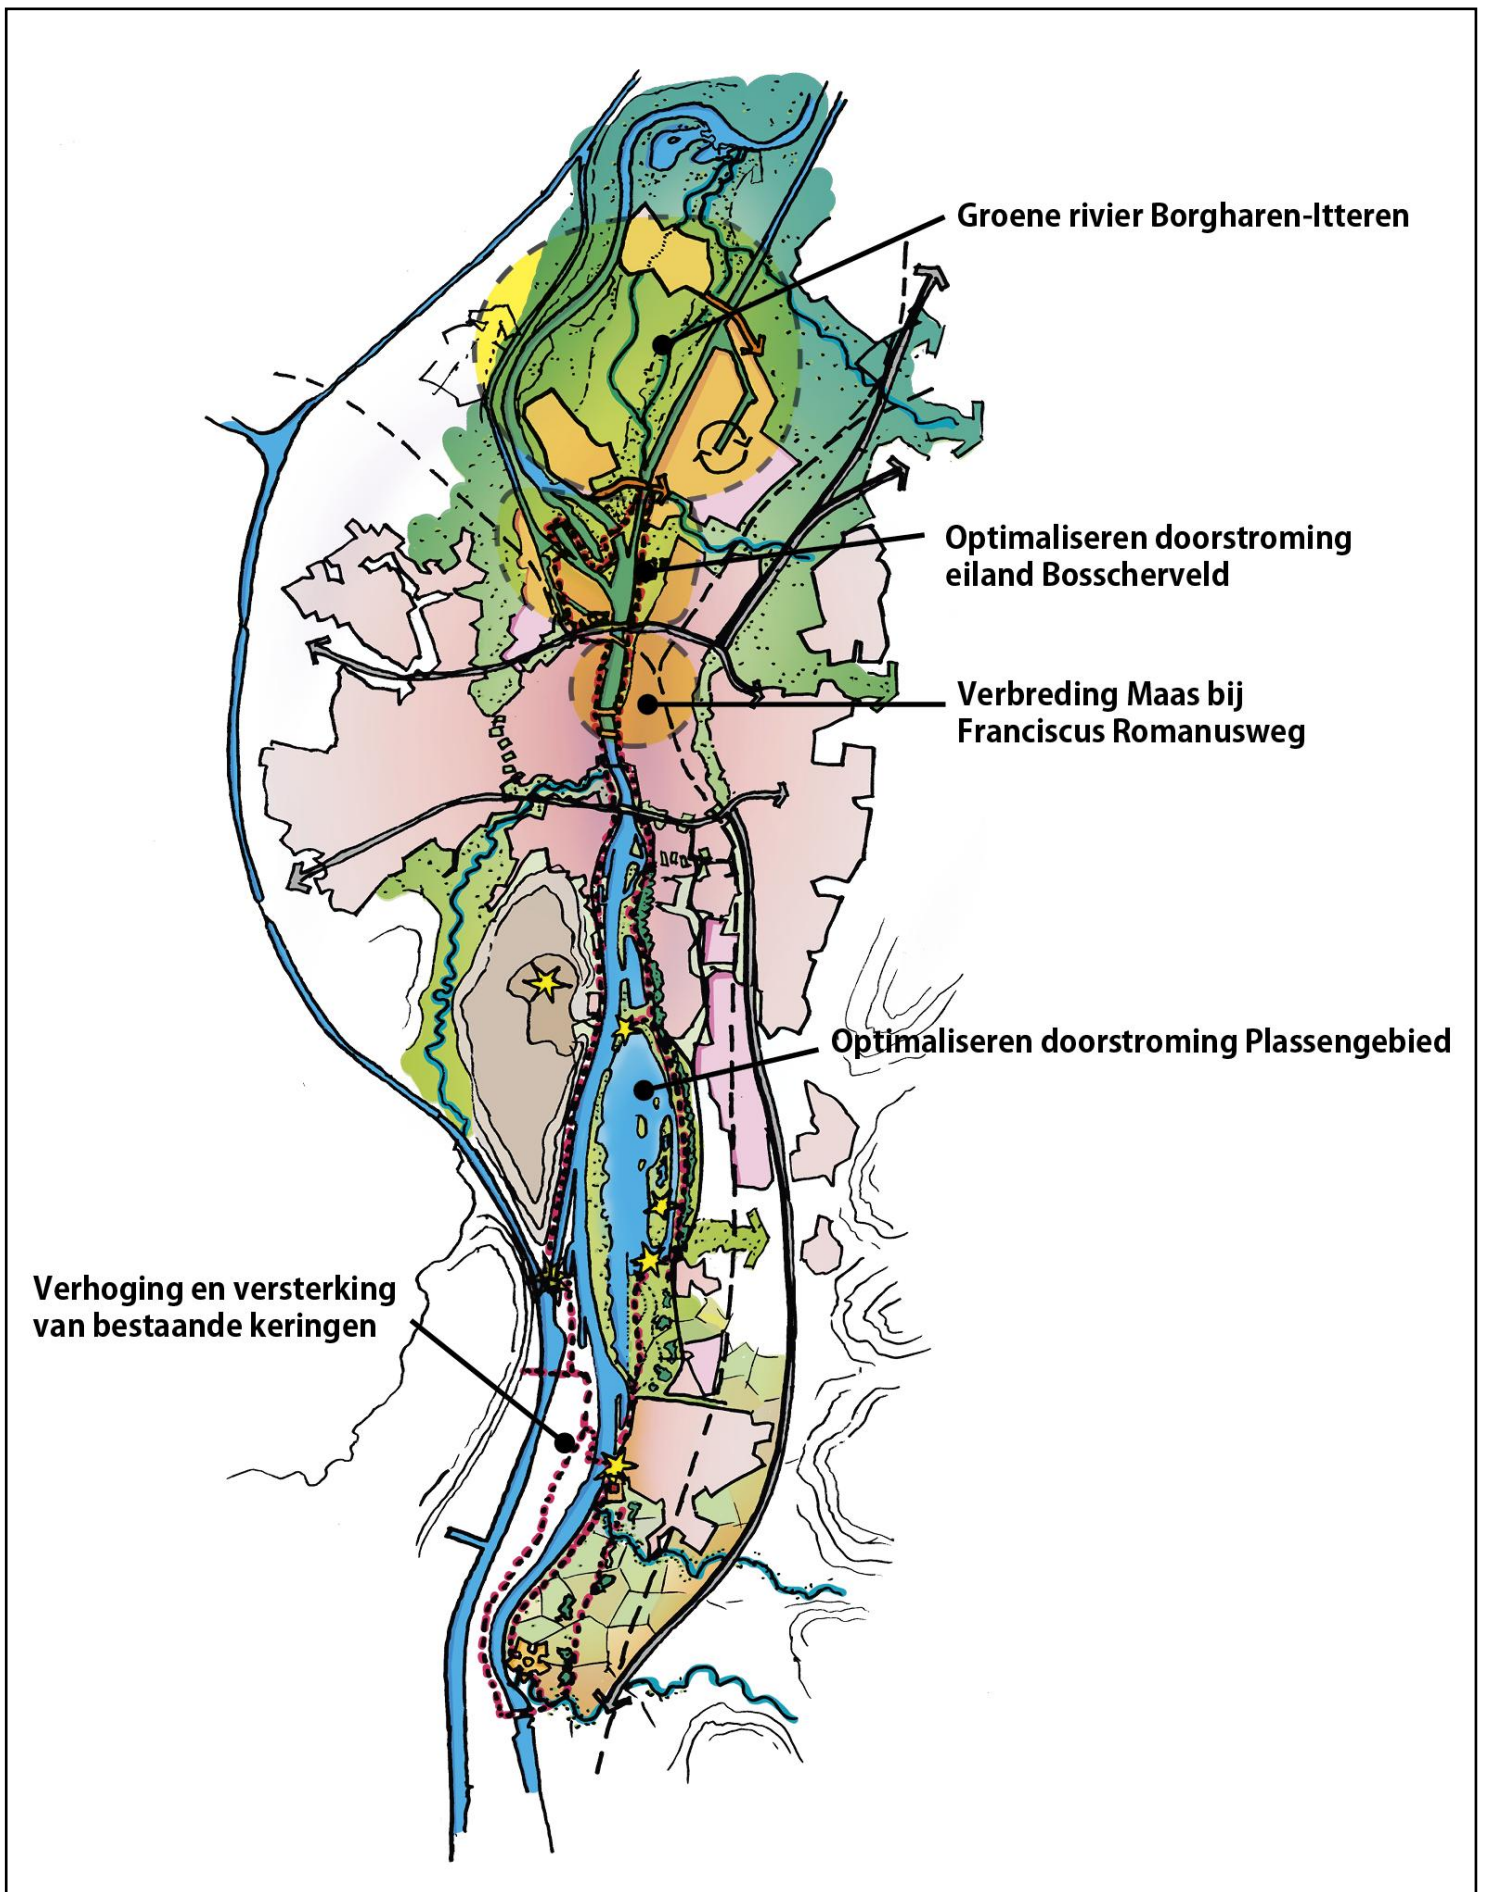 Groene rivier Borgharen-Itteren
Optimaliseren doorstroming
eiland Bosscherveld
Verbreding Maas bij
Franciscus Romanusweg
Optimaliseren doorstroming Plassengebied
Verhoging en versterking
van bestaande keringen